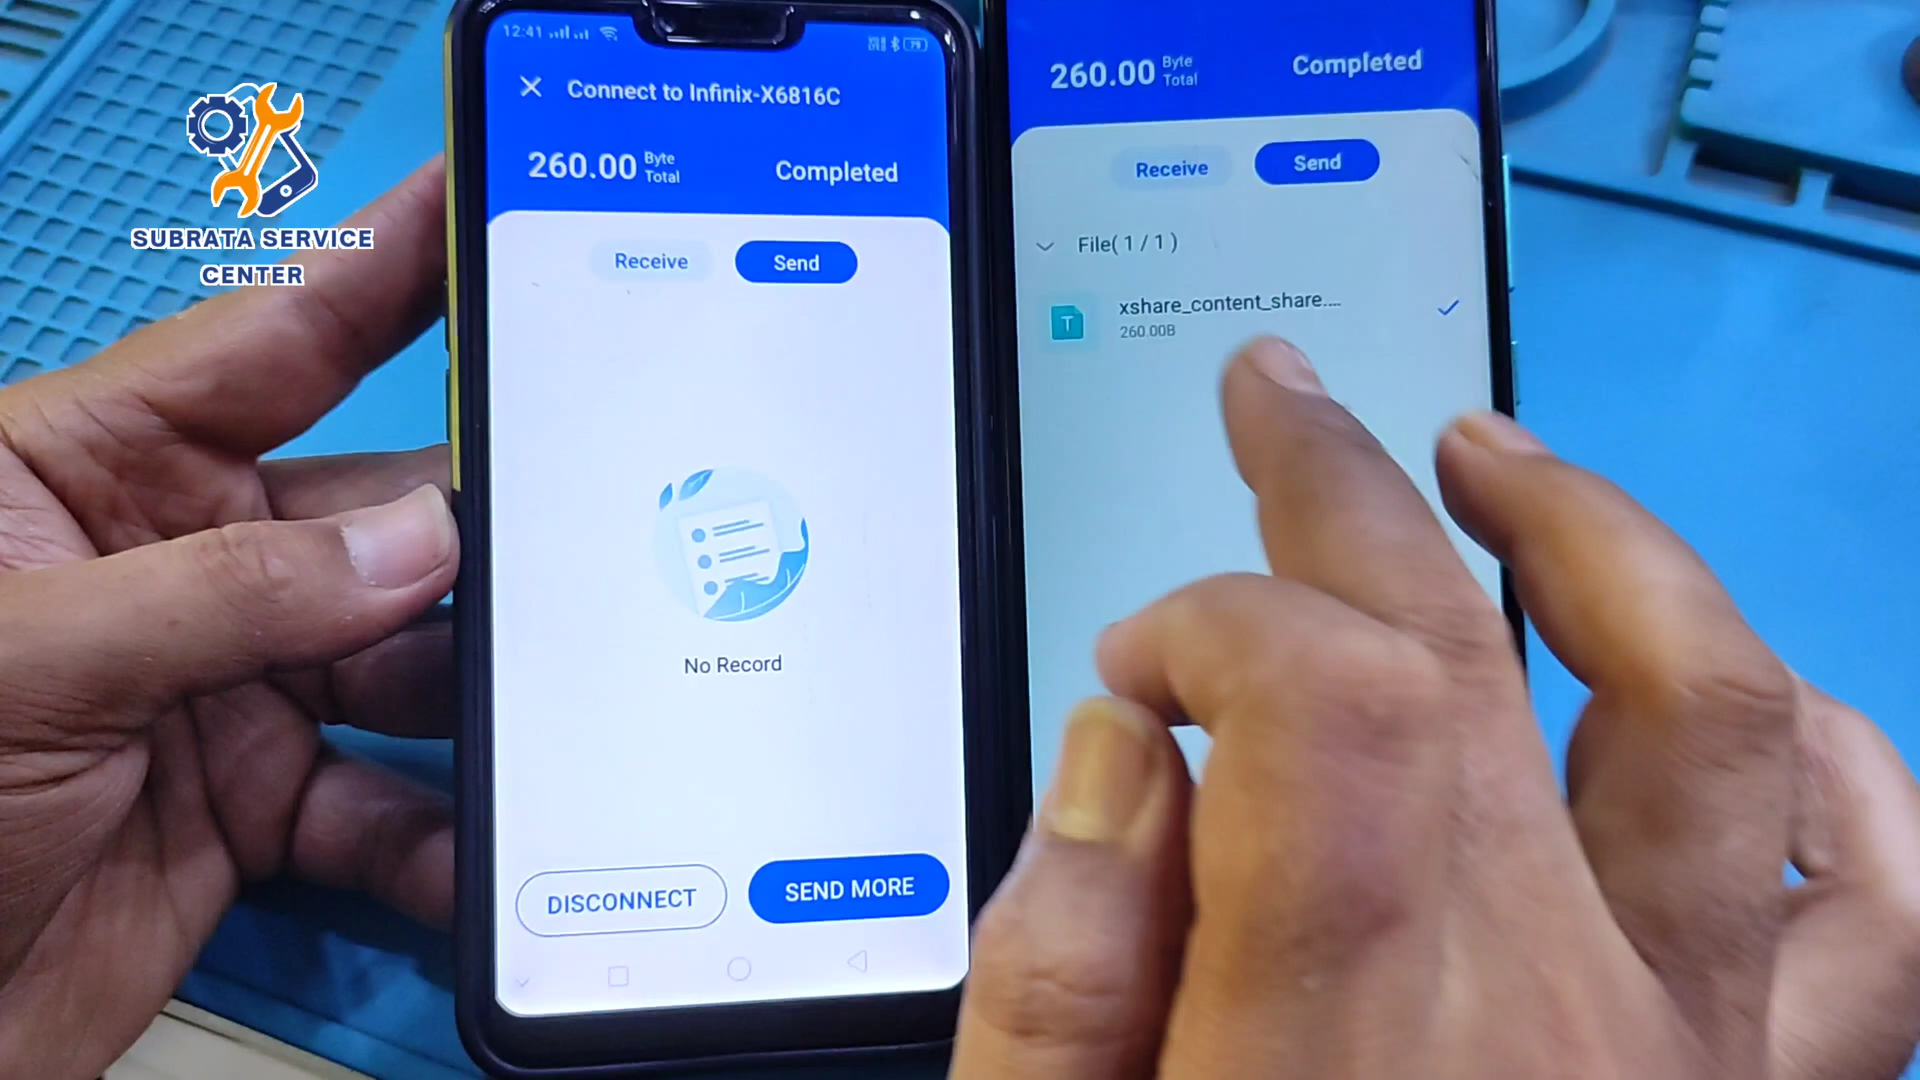 SUBRATA SERVICE
CENTER
12:41
79
Connect to Infinix-X6816C
260.00 Byte Total
Completed
Receive
Send
No Record
DISCONNECT
SEND MORE
260.00 Byte Total
Completed
Receive
Send
File( 1 / 1 )
T
xshare_content_share....
260.00B